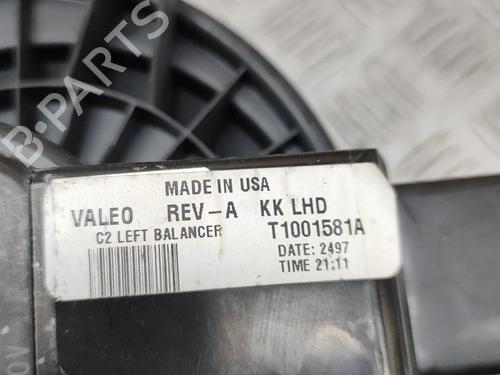 B-PARTS
MADE IN USA
VALEO REV-A KK LHD
C2 LEFT BALANCER T1001581A
DATE: 2497
TIME 21:11